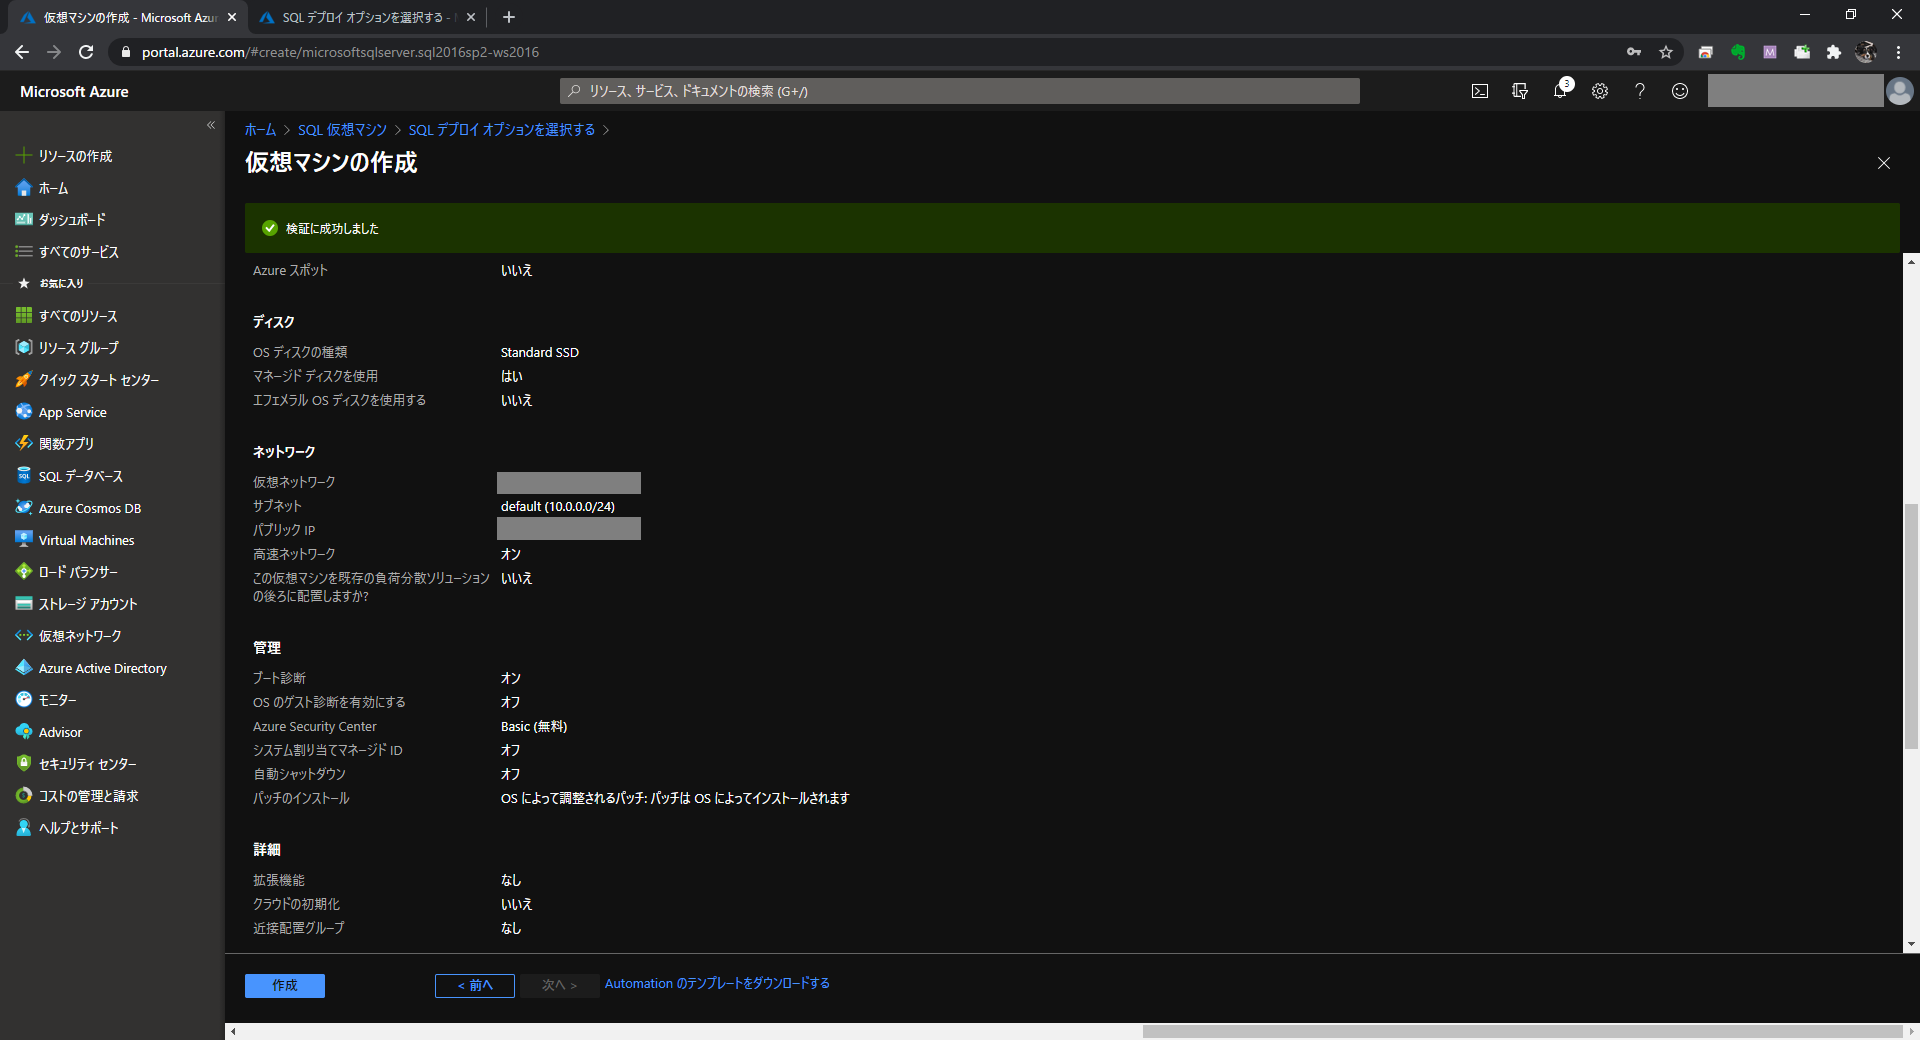 仮想マシンの作成 - Microsoft Azur
SQL デプロイ オプションを選択する -
portal.azure.com/#create/microsoftsqlserver.sql2016sp2-ws2016
Microsoft Azure
リソース、サービス、ドキュメントの検索 (G+/)
3
リソースの作成
ホーム
ダッシュボード
すべてのサービス
お気に入り
すべてのリソース
リソース グループ
クイック スタート センター
App Service
関数アプリ
SQL データベース
Azure Cosmos DB
Virtual Machines
ロード バランサー
ストレージ アカウント
仮想ネットワーク
Azure Active Directory
モニター
Advisor
セキュリティ センター
コストの管理と請求
ヘルプとサポート
ホーム > SQL 仮想マシン > SQL デプロイ オプションを選択する >
仮想マシンの作成
検証に成功しました
Azure スポット いいえ
ディスク
OS ディスクの種類 Standard SSD
マネージド ディスクを使用 はい
エフェメラル OS ディスクを使用する いいえ
ネットワーク
仮想ネットワーク
サブネット default (10.0.0.0/24)
パブリック IP
高速ネットワーク オン
この仮想マシンを既存の負荷分散ソリューション いいえ
の後ろに配置しますか?
管理
ブート診断 オン
OS のゲスト診断を有効にする オフ
Azure Security Center Basic (無料)
システム割り当てマネージド ID オフ
自動シャットダウン オフ
パッチのインストール OS によって調整されるパッチ: パッチは OS によってインストールされます
詳細
拡張機能 なし
クラウドの初期化 いいえ
近接配置グループ なし
作成
< 前へ
次へ >
Automation のテンプレートをダウンロードする